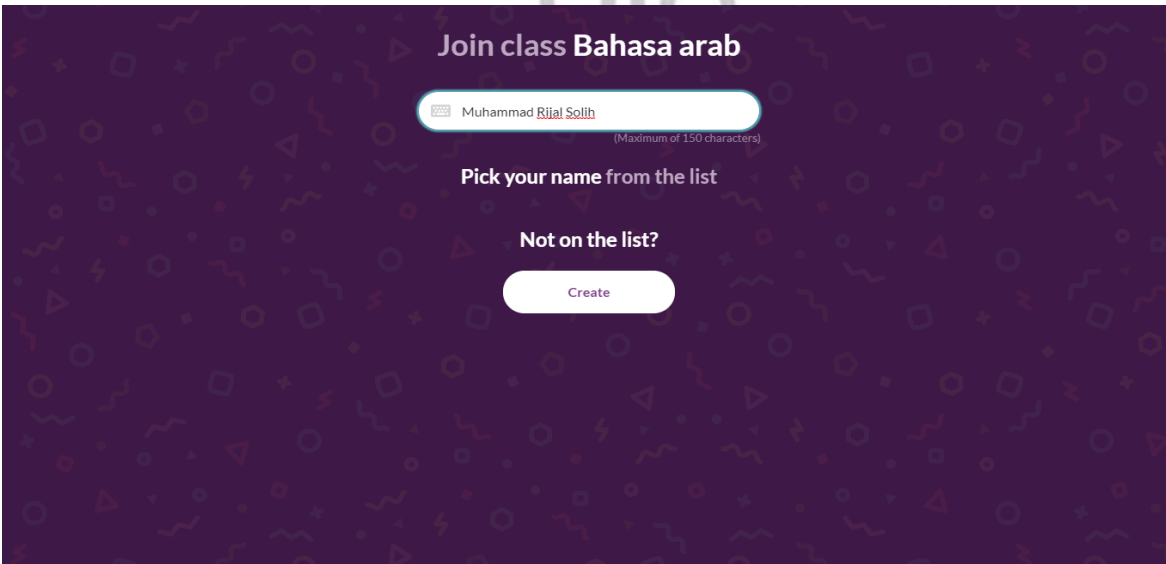 Join class Bahasa arab
Muhammad Rijal Solih
(Maximum of 150 characters)
Pick your name from the list
Not on the list?
Create